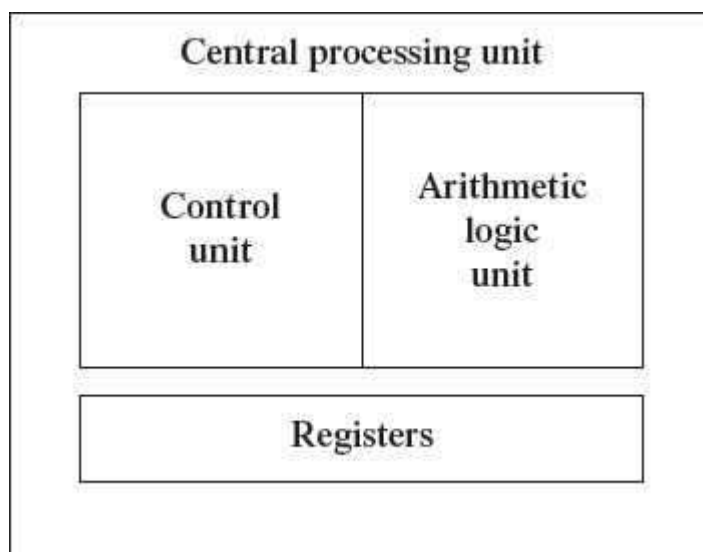 Central processing unit
Control
unit
Arithmetic
logic
unit
Registers